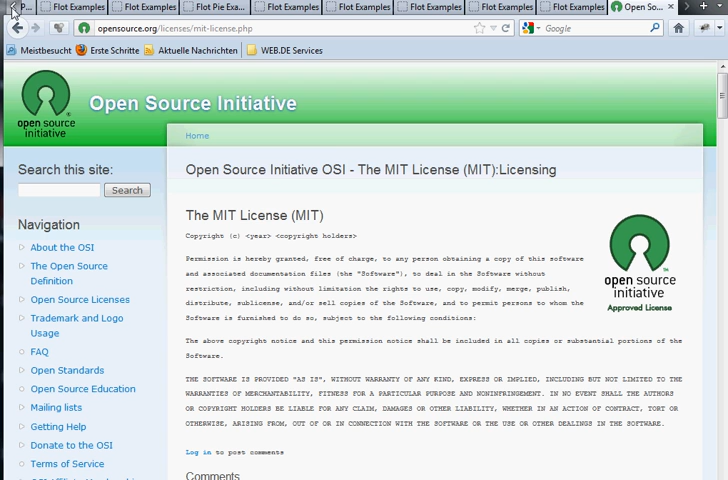 P...
Flot Examples
Flot Examples
Flot Pie Exa...
Flot Examples
Flot Examples
Flot Examples
Flot Examples
Flot Examples
Open So...
opensource.org/licenses/mit-license.php
Google
Meistbesucht
Erste Schritte
Aktuelle Nachrichten
WEB.DE Services
open source
initiative
Open Source Initiative
Home
Search this site:
Search
Navigation
About the OSI
The Open Source
Definition
Open Source Licenses
Trademark and Logo
Usage
FAQ
Open Standards
Open Source Education
Mailing lists
Getting Help
Donate to the OSI
Terms of Service
Open Source Initiative OSI - The MIT License (MIT):Licensing
The MIT License (MIT)
Copyright (c) <year> <copyright holders>
Permission is hereby granted, free of charge, to any person obtaining a copy of this software
and associated documentation files (the "Software"), to deal in the Software without
restriction, including without limitation the rights to use, copy, modify, merge, publish,
distribute, sublicense, and/or sell copies of the Software, and to permit persons to whom the
Software is furnished to do so, subject to the following conditions:
The above copyright notice and this permission notice shall be included in all copies or substantial portions of the
Software.
THE SOFTWARE IS PROVIDED "AS IS", WITHOUT WARRANTY OF ANY KIND, EXPRESS OR IMPLIED, INCLUDING BUT NOT LIMITED TO THE
WARRANTIES OF MERCHANTABILITY, FITNESS FOR A PARTICULAR PURPOSE AND NONINFRINGEMENT. IN NO EVENT SHALL THE AUTHORS
OR COPYRIGHT HOLDERS BE LIABLE FOR ANY CLAIM, DAMAGES OR OTHER LIABILITY, WHETHER IN AN ACTION OF CONTRACT, TORT OR
OTHERWISE, ARISING FROM, OUT OF OR IN CONNECTION WITH THE SOFTWARE OR THE USE OR OTHER DEALINGS IN THE SOFTWARE.
open source
initiative
Approved License
Log in to post comments
Comments